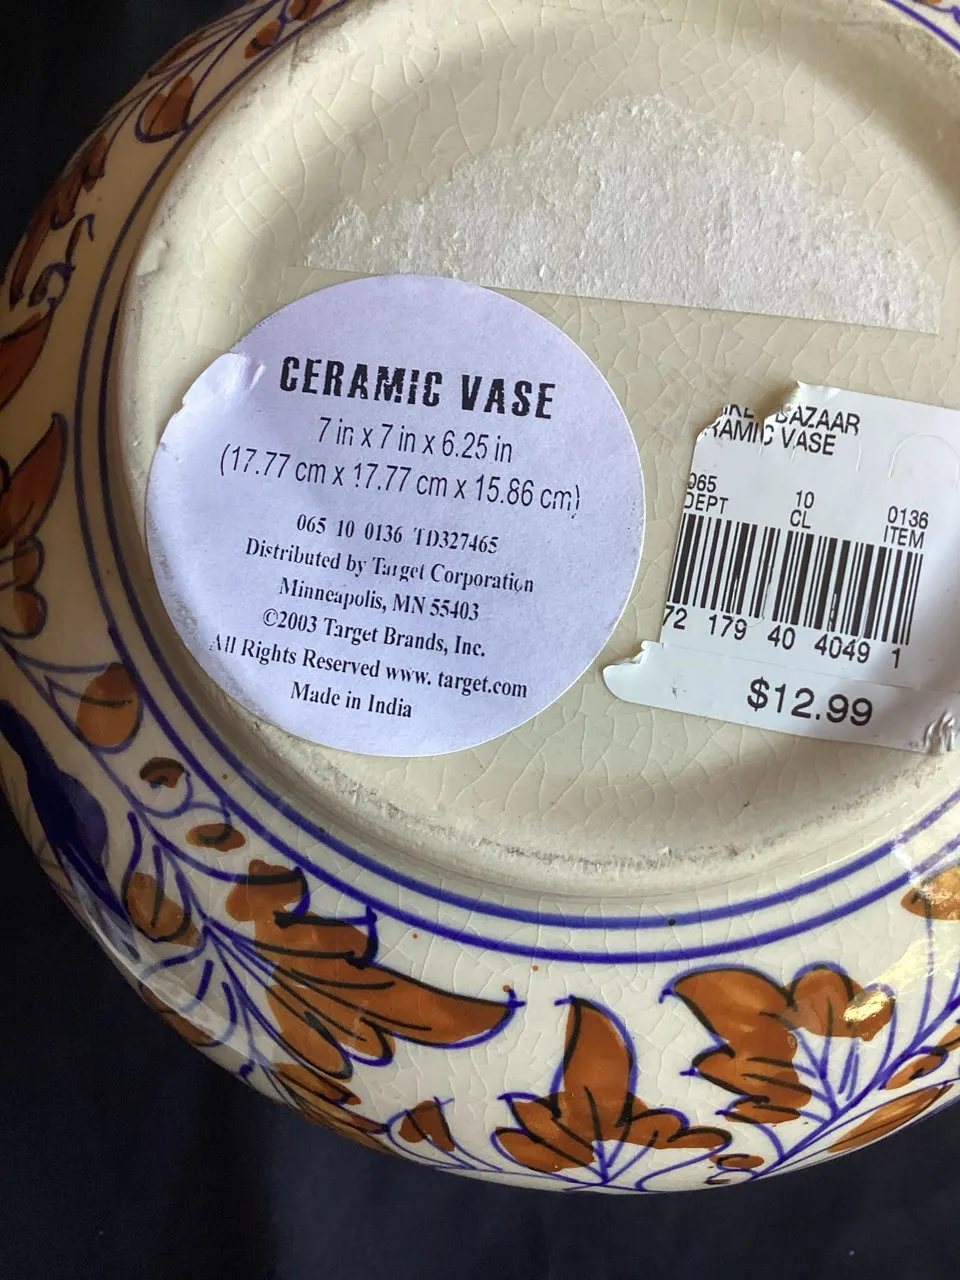 CERAMIC VASE
7 in x 7 in x 6.25 in
(17.77 cm x 17.77 cm x 15.86 cm)
065 10 0136 TD327465
Distributed by Target Corporation
Minneapolis, MN 55403
©2003 Target Brands, Inc.
All Rights Reserved www. target.com
Made in India
BAZAAR
RAMIC VASE
065 10 0136
DEPT CL ITEM
72 179 40 4049 1
$12.99